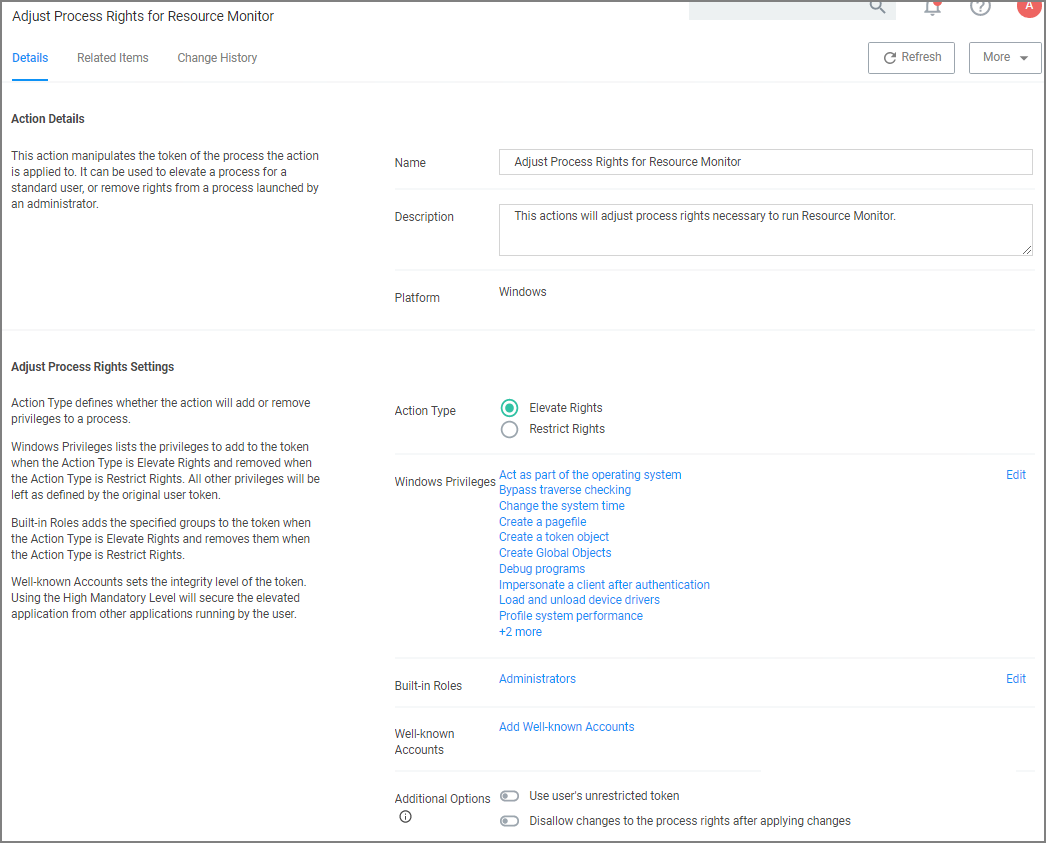 Adjust Process Rights for Resource Monitor
A
Details
Related Items
Change History
Refresh
More
Action Details
This action manipulates the token of the process the action
is applied to. It can be used to elevate a process for a
standard user, or remove rights from a process launched by
an administrator.
Name
Adjust Process Rights for Resource Monitor
Description
This actions will adjust process rights necessary to run Resource Monitor.
Platform
Windows
Adjust Process Rights Settings
Action Type defines whether the action will add or remove
privileges to a process.
Windows Privileges lists the privileges to add to the token
when the Action Type is Elevate Rights and removed when
the Action Type is Restrict Rights. All other privileges will be
left as defined by the original user token.
Built-in Roles adds the specified groups to the token when
the Action Type is Elevate Rights and removes them when
the Action Type is Restrict Rights.
Well-known Accounts sets the integrity level of the token.
Using the High Mandatory Level will secure the elevated
application from other applications running by the user.
Action Type
Elevate Rights
Restrict Rights
Windows Privileges
Act as part of the operating system
Bypass traverse checking
Change the system time
Create a pagefile
Create a token object
Create Global Objects
Debug programs
Impersonate a client after authentication
Load and unload device drivers
Profile system performance
+2 more
Edit
Built-in Roles
Administrators
Edit
Well-known
Accounts
Add Well-known Accounts
Additional Options
Use user's unrestricted token
Disallow changes to the process rights after applying changes